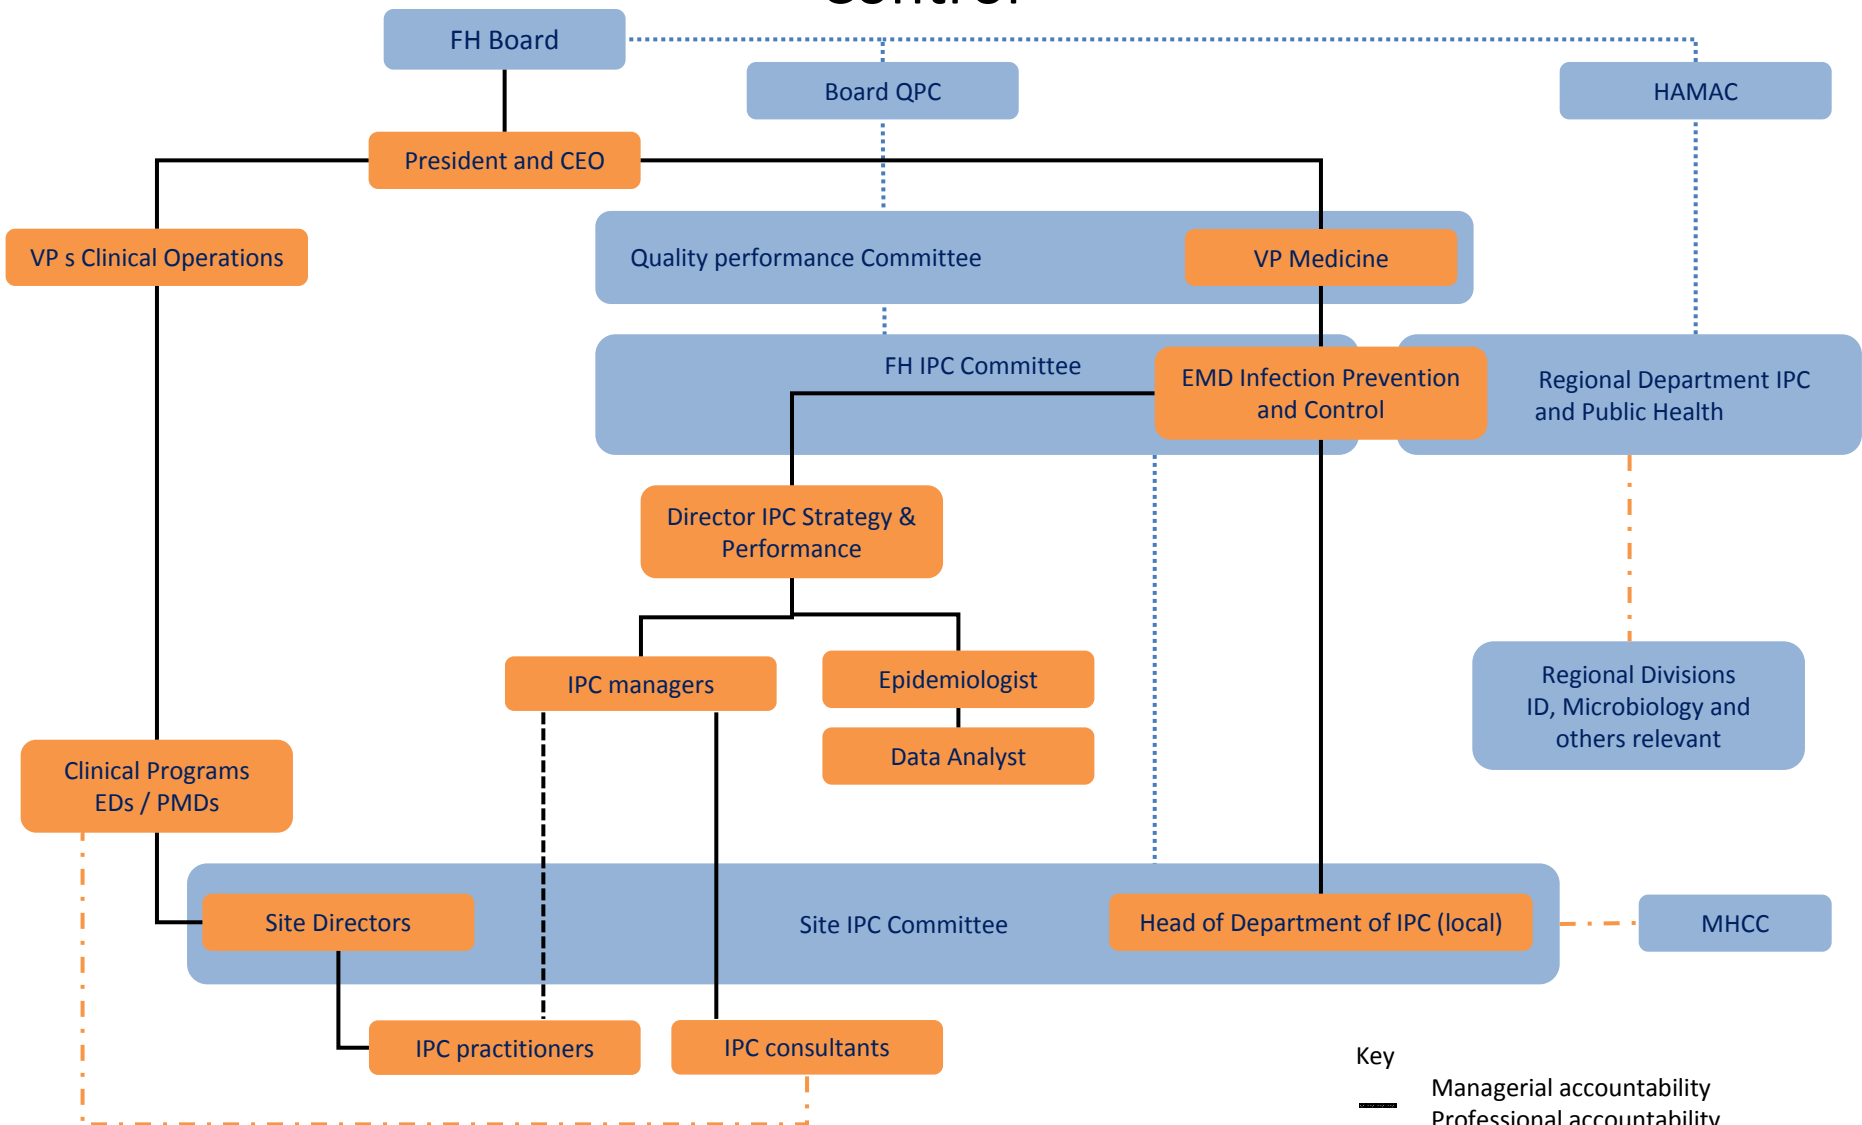 Control
FH Board
Board QPC
HAMAC
President and CEO
VP s Clinical Operations
Quality performance Committee
VP Medicine
FH IPC Committee
EMD Infection Prevention
and Control
Regional Department IPC
and Public Health
Director IPC Strategy &
Performance
IPC managers
Epidemiologist
Regional Divisions
ID, Microbiology and
others relevant
Data Analyst
Clinical Programs
EDs / PMDs
Site Directors
Site IPC Committee
Head of Department of IPC (local)
MHCC
IPC practitioners
IPC consultants
Key
Managerial accountability
Professional accountability